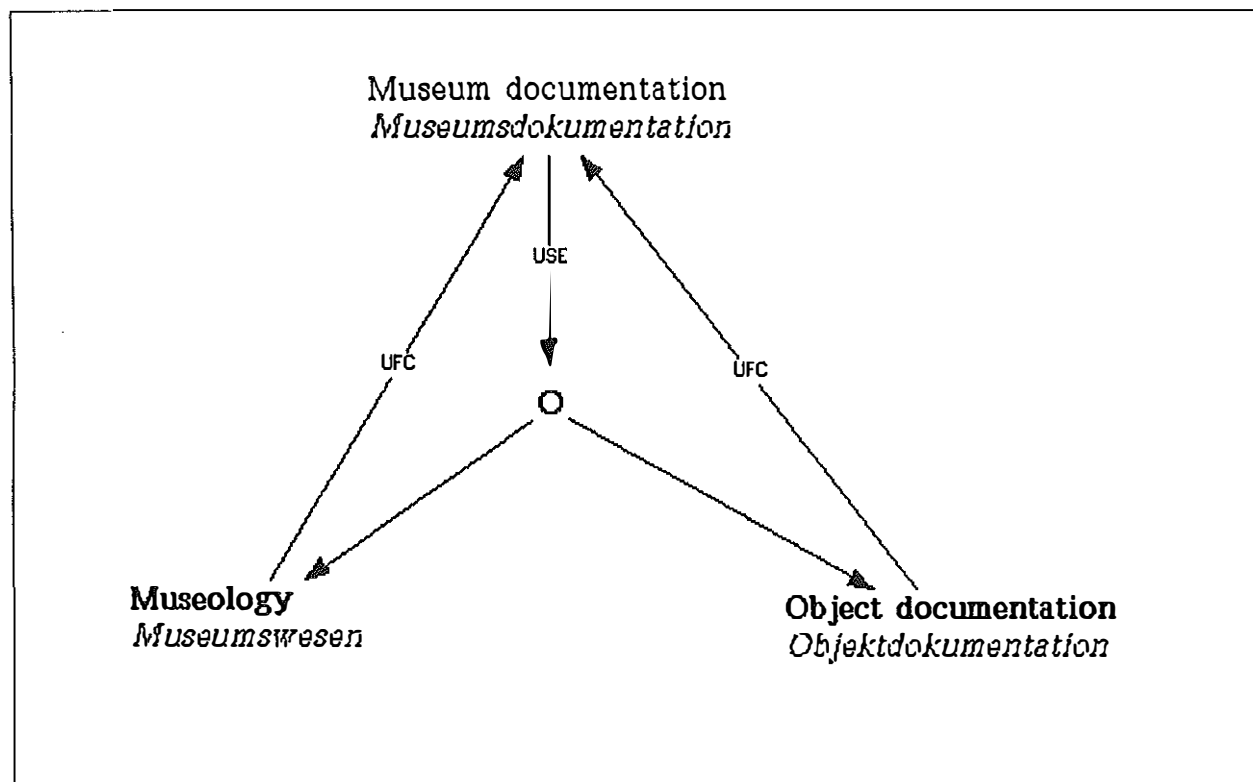 Museum documentation
Museumsdokumentation
USE
UFC
UFC
O
Museology
Museumswesen
Object documentation
Objektdokumentation